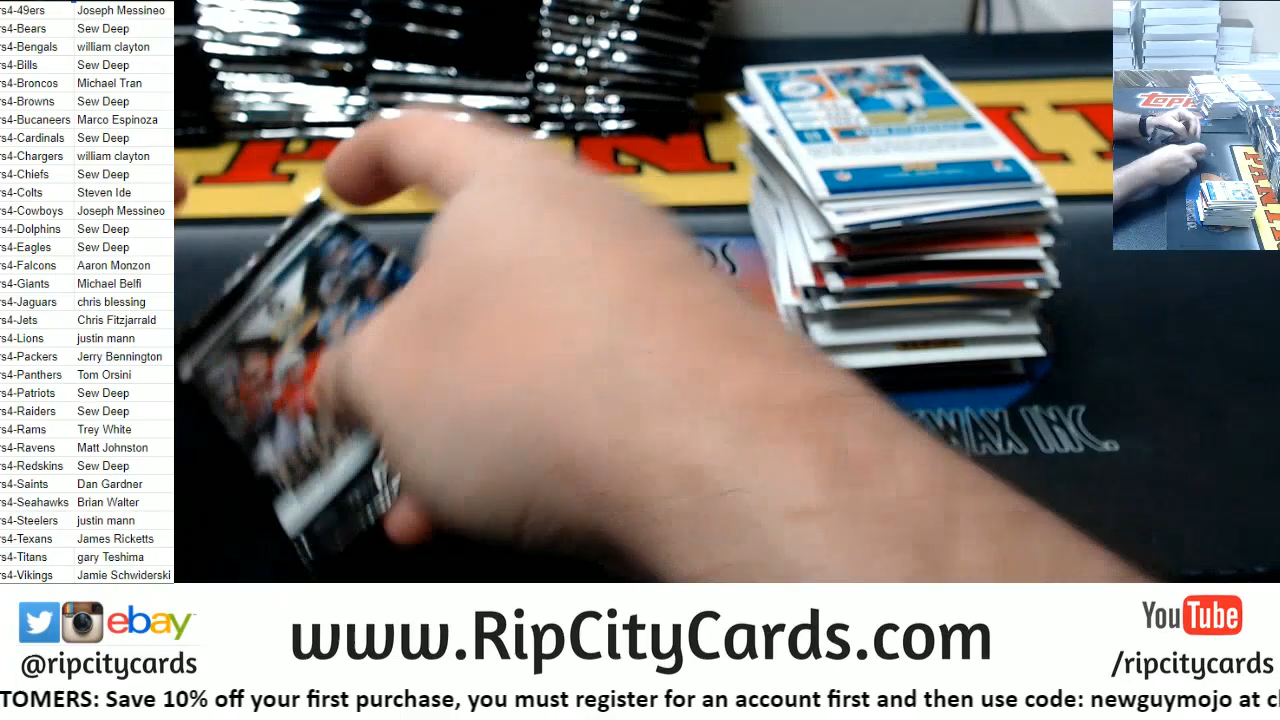 rs4-49ers Joseph Messineo
rs4-Bears Sew Deep
rs4-Bengals william clayton
rs4-Bills Sew Deep
rs4-Broncos Michael Tran
rs4-Browns Sew Deep
rs4-Bucaneers Marco Espinoza
rs4-Cardinals Sew Deep
rs4-Chargers william clayton
rs4-Chiefs Sew Deep
rs4-Colts Steven Ide
rs4-Cowboys Joseph Messineo
rs4-Dolphins Sew Deep
rs4-Eagles Sew Deep
rs4-Falcons Aaron Monzon
rs4-Giants Michael Belfi
rs4-Jaguars chris blessing
rs4-Jets Chris Fitzjarrald
rs4-Lions justin mann
rs4-Packers Jerry Bennington
rs4-Panthers Tom Orsini
rs4-Patriots Sew Deep
rs4-Raiders Sew Deep
rs4-Rams Trey White
rs4-Ravens Matt Johnston
rs4-Redskins Sew Deep
rs4-Saints Dan Gardner
rs4-Seahawks Brian Walter
rs4-Steelers justin mann
rs4-Texans James Ricketts
rs4-Titans gary Teshima
rs4-Vikings Jamie Schwiderski
WAX INC.
ebay
@ripcitycards
www.RipCityCards.com
YouTube
/ripcitycards
TOMERS: Save 10% off your first purchase, you must register for an account first and then use code: newguymojo at